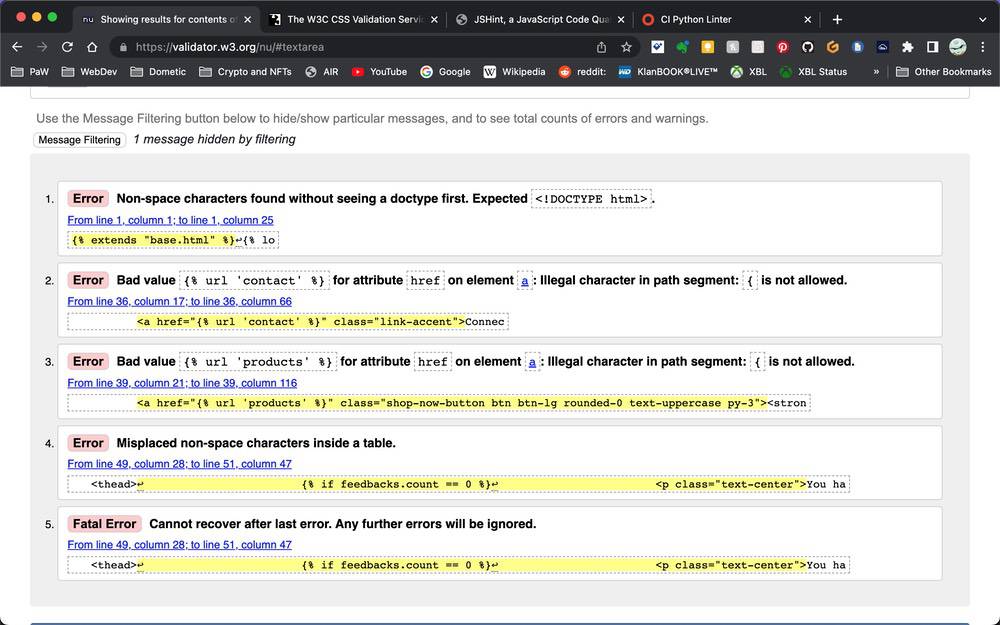 Showing results for contents of
The W3C CSS Validation Servi
JSHint, a JavaScript Code Qua
CI Python Linter
https://validator.w3.org/nu/#textarea
PaW WebDev Dometic Crypto and NFTs AIR YouTube Google Wikipedia reddit: KlanBOOK®LIVE™ XBL XBL Status » Other Bookmarks
Use the Message Filtering button below to hide/show particular messages, and to see total counts of errors and warnings.
Message Filtering 1 message hidden by filtering
1. Error Non-space characters found without seeing a doctype first. Expected <!DOCTYPE html>.
From line 1, column 1; to line 1, column 25
{% extends "base.html" %}↩{% lo
2. Error Bad value {% url 'contact' %} for attribute href on element a: Illegal character in path segment: { is not allowed.
From line 36, column 17; to line 36, column 66
<a href="{% url 'contact' %}" class="link-accent">Connec
3. Error Bad value {% url 'products' %} for attribute href on element a: Illegal character in path segment: { is not allowed.
From line 39, column 21; to line 39, column 116
<a href="{% url 'products' %}" class="shop-now-button btn btn-lg rounded-0 text-uppercase py-3"><stron
4. Error Misplaced non-space characters inside a table.
From line 49, column 28; to line 51, column 47
<thead>↩ {% if feedbacks.count == 0 %}↩ <p class="text-center">You ha
5. Fatal Error Cannot recover after last error. Any further errors will be ignored.
From line 49, column 28; to line 51, column 47
<thead>↩ {% if feedbacks.count == 0 %}↩ <p class="text-center">You ha